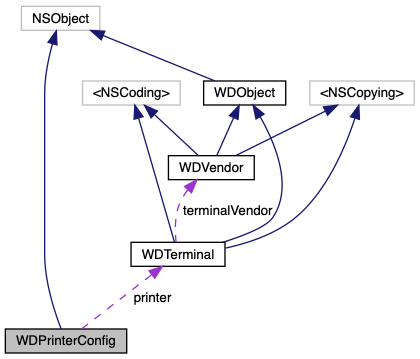 NSObject
<NSCoding>
WDObject
<NSCopying>
WDVendor
terminalVendor
WDTerminal
printer
WDPrinterConfig